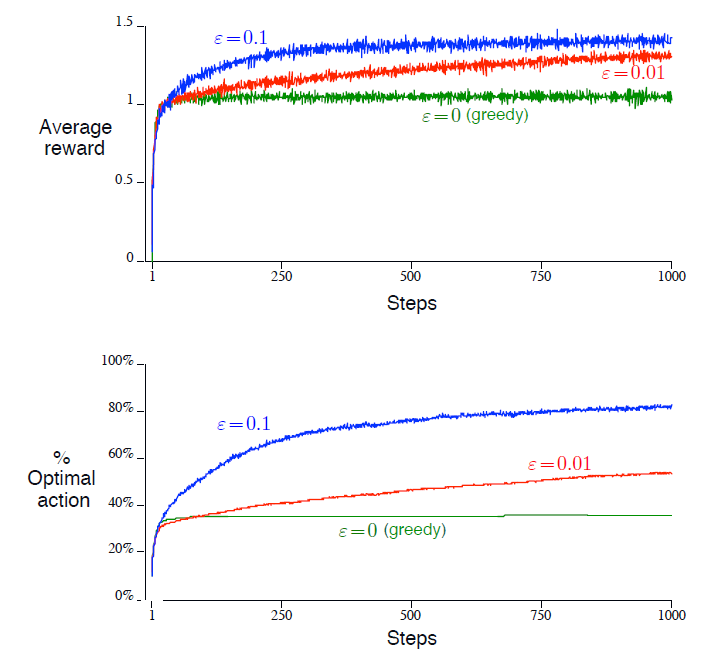 1.5
ε=0.1
ε=0.01
1
ε=0 (greedy)
Average
reward
0.5
0
1 250 500 750 1000
Steps
100%
80%
ε=0.1
60%
%
Optimal
action
ε=0.01
40%
ε=0 (greedy)
20%
0%
1 250 500 750 1000
Steps